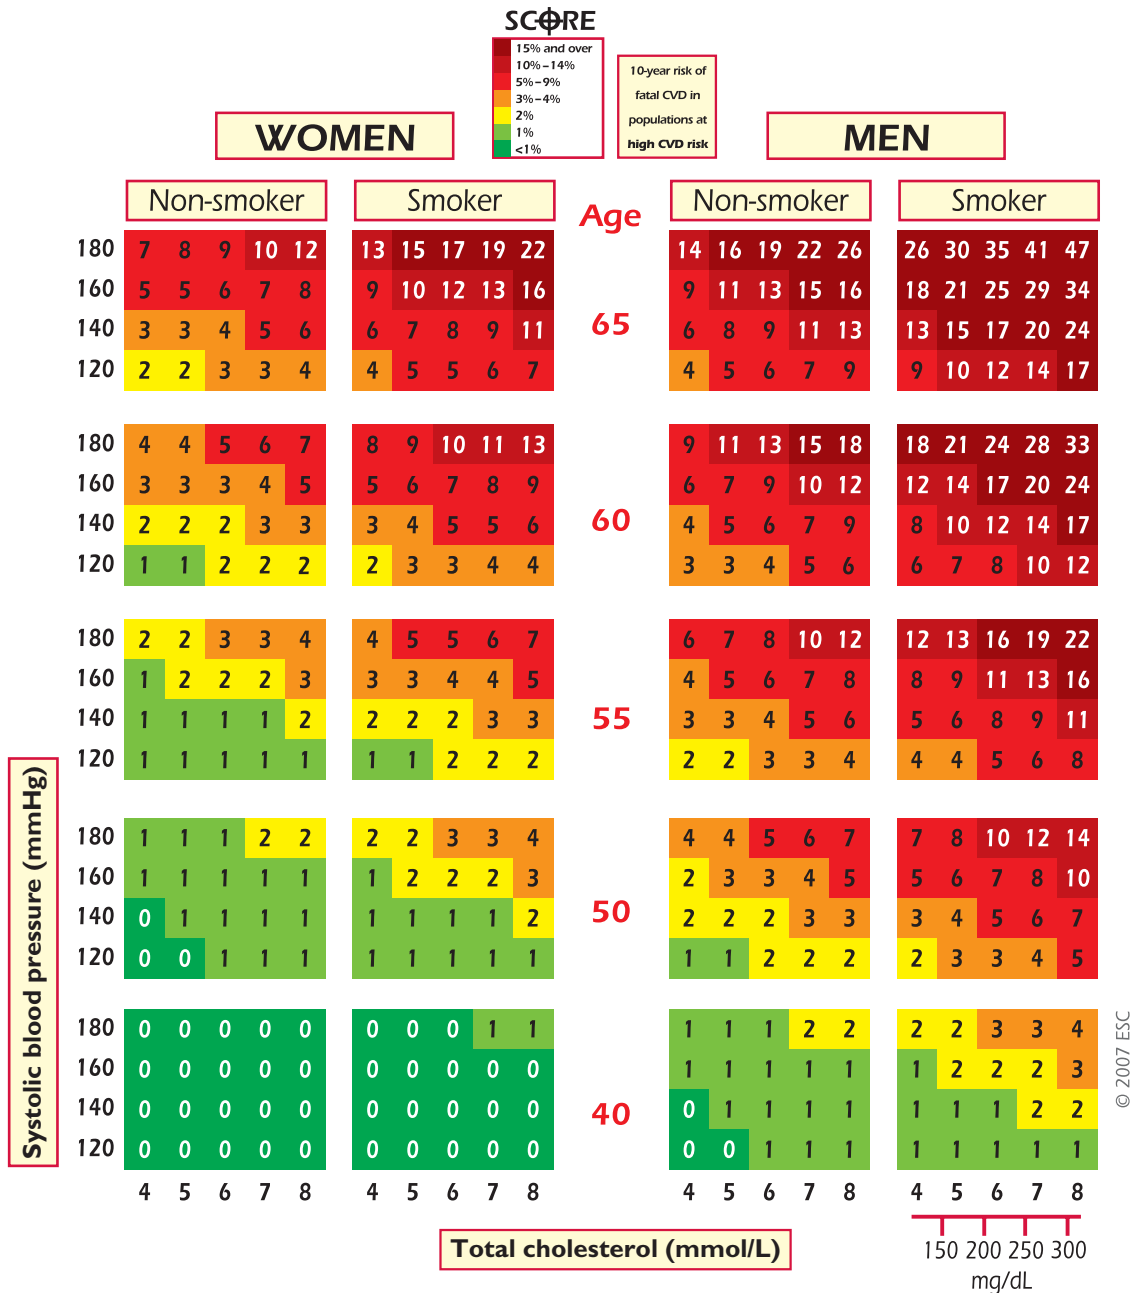 SCORE
15% and over
10%–14%
5%–9%
3%–4%
2%
1%
<1%
10-year risk of
fatal CVD in
populations at
high CVD risk
WOMEN
MEN
Non-smoker Smoker Age Non-smoker Smoker
180 7 8 9 10 12 13 15 17 19 22 14 16 19 22 26 26 30 35 41 47
160 5 5 6 7 8 9 10 12 13 16 9 11 13 15 16 18 21 25 29 34
65
140 3 3 4 5 6 6 7 8 9 11 6 8 9 11 13 13 15 17 20 24
120 2 2 3 3 4 4 5 5 6 7 4 5 6 7 9 9 10 12 14 17
180 4 4 5 6 7 8 9 10 11 13 9 11 13 15 18 18 21 24 28 33
160 3 3 3 4 5 5 6 7 8 9 6 7 9 10 12 12 14 17 20 24
60
140 2 2 2 3 3 3 4 5 5 6 4 5 6 7 9 8 10 12 14 17
120 1 1 2 2 2 2 3 3 4 4 3 3 4 5 6 6 7 8 10 12
180 2 2 3 3 4 4 5 5 6 7 6 7 8 10 12 12 13 16 19 22
160 1 2 2 2 3 3 3 4 4 5 4 5 6 7 8 8 9 11 13 16
55
140 1 1 1 1 2 2 2 2 3 3 3 3 4 5 6 5 6 8 9 11
120 1 1 1 1 1 1 1 2 2 2 2 2 3 3 4 4 4 5 6 8
180 1 1 1 2 2 2 2 3 3 4 4 4 5 6 7 7 8 10 12 14
160 1 1 1 1 1 1 2 2 2 3 2 3 3 4 5 5 6 7 8 10
50
140 0 1 1 1 1 1 1 1 1 2 2 2 2 3 3 3 4 5 6 7
120 0 0 1 1 1 1 1 1 1 1 1 1 2 2 2 2 3 3 4 5
180 0 0 0 0 0 0 0 0 1 1 1 1 1 2 2 2 2 3 3 4
160 0 0 0 0 0 0 0 0 0 0 1 1 1 1 1 1 2 2 2 3
40
140 0 0 0 0 0 0 0 0 0 0 0 1 1 1 1 1 1 1 2 2
120 0 0 0 0 0 0 0 0 0 0 0 0 1 1 1 1 1 1 1 1
4 5 6 7 8 4 5 6 7 8 4 5 6 7 8 4 5 6 7 8
Systolic blood pressure (mmHg)
Total cholesterol (mmol/L)
150 200 250 300
mg/dL
© 2007 ESC